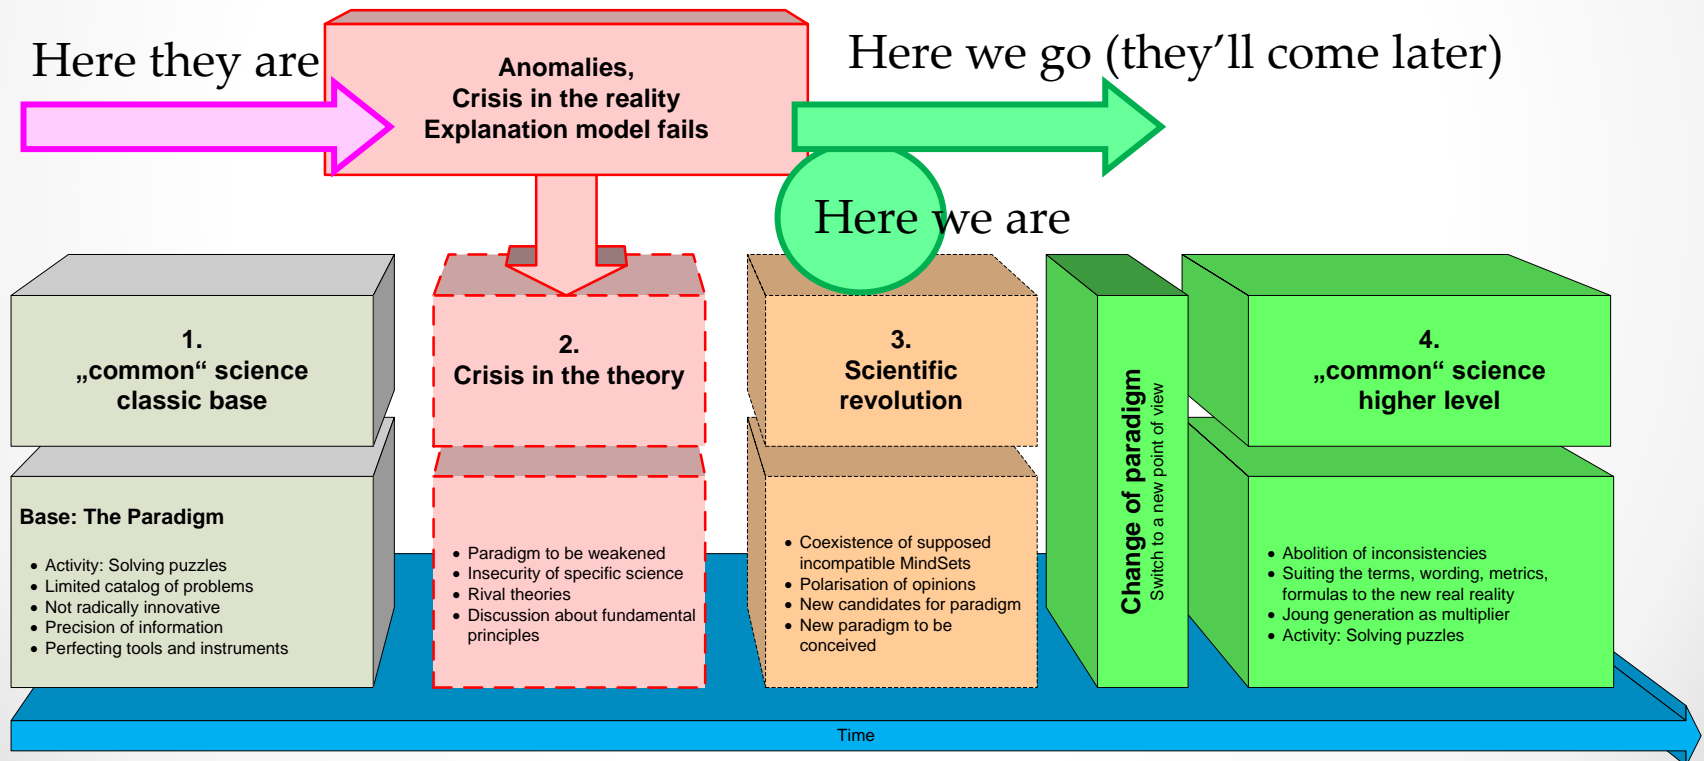 Here they are
Anomalies,
Crisis in the reality
Explanation model fails
Here we go (they’ll come later)
Here we are
1.
„common“ science
classic base
2.
Crisis in the theory
3.
Scientific
revolution
4.
„common“ science
higher level
Base: The Paradigm
• Activity: Solving puzzles
• Limited catalog of problems
• Not radically innovative
• Precision of information
• Perfecting tools and instruments
• Paradigm to be weakened
• Insecurity of specific science
• Rival theories
• Discussion about fundamental
principles
• Coexistence of supposed
incompatible MindSets
• Polarisation of opinions
• New candidates for paradigm
• New paradigm to be
conceived
Change of paradigm
Switch to a new point of view
• Abolition of inconsistencies
• Suiting the terms, wording, metrics,
formulas to the new real reality
• Joung generation as multiplier
• Activity: Solving puzzles
Time